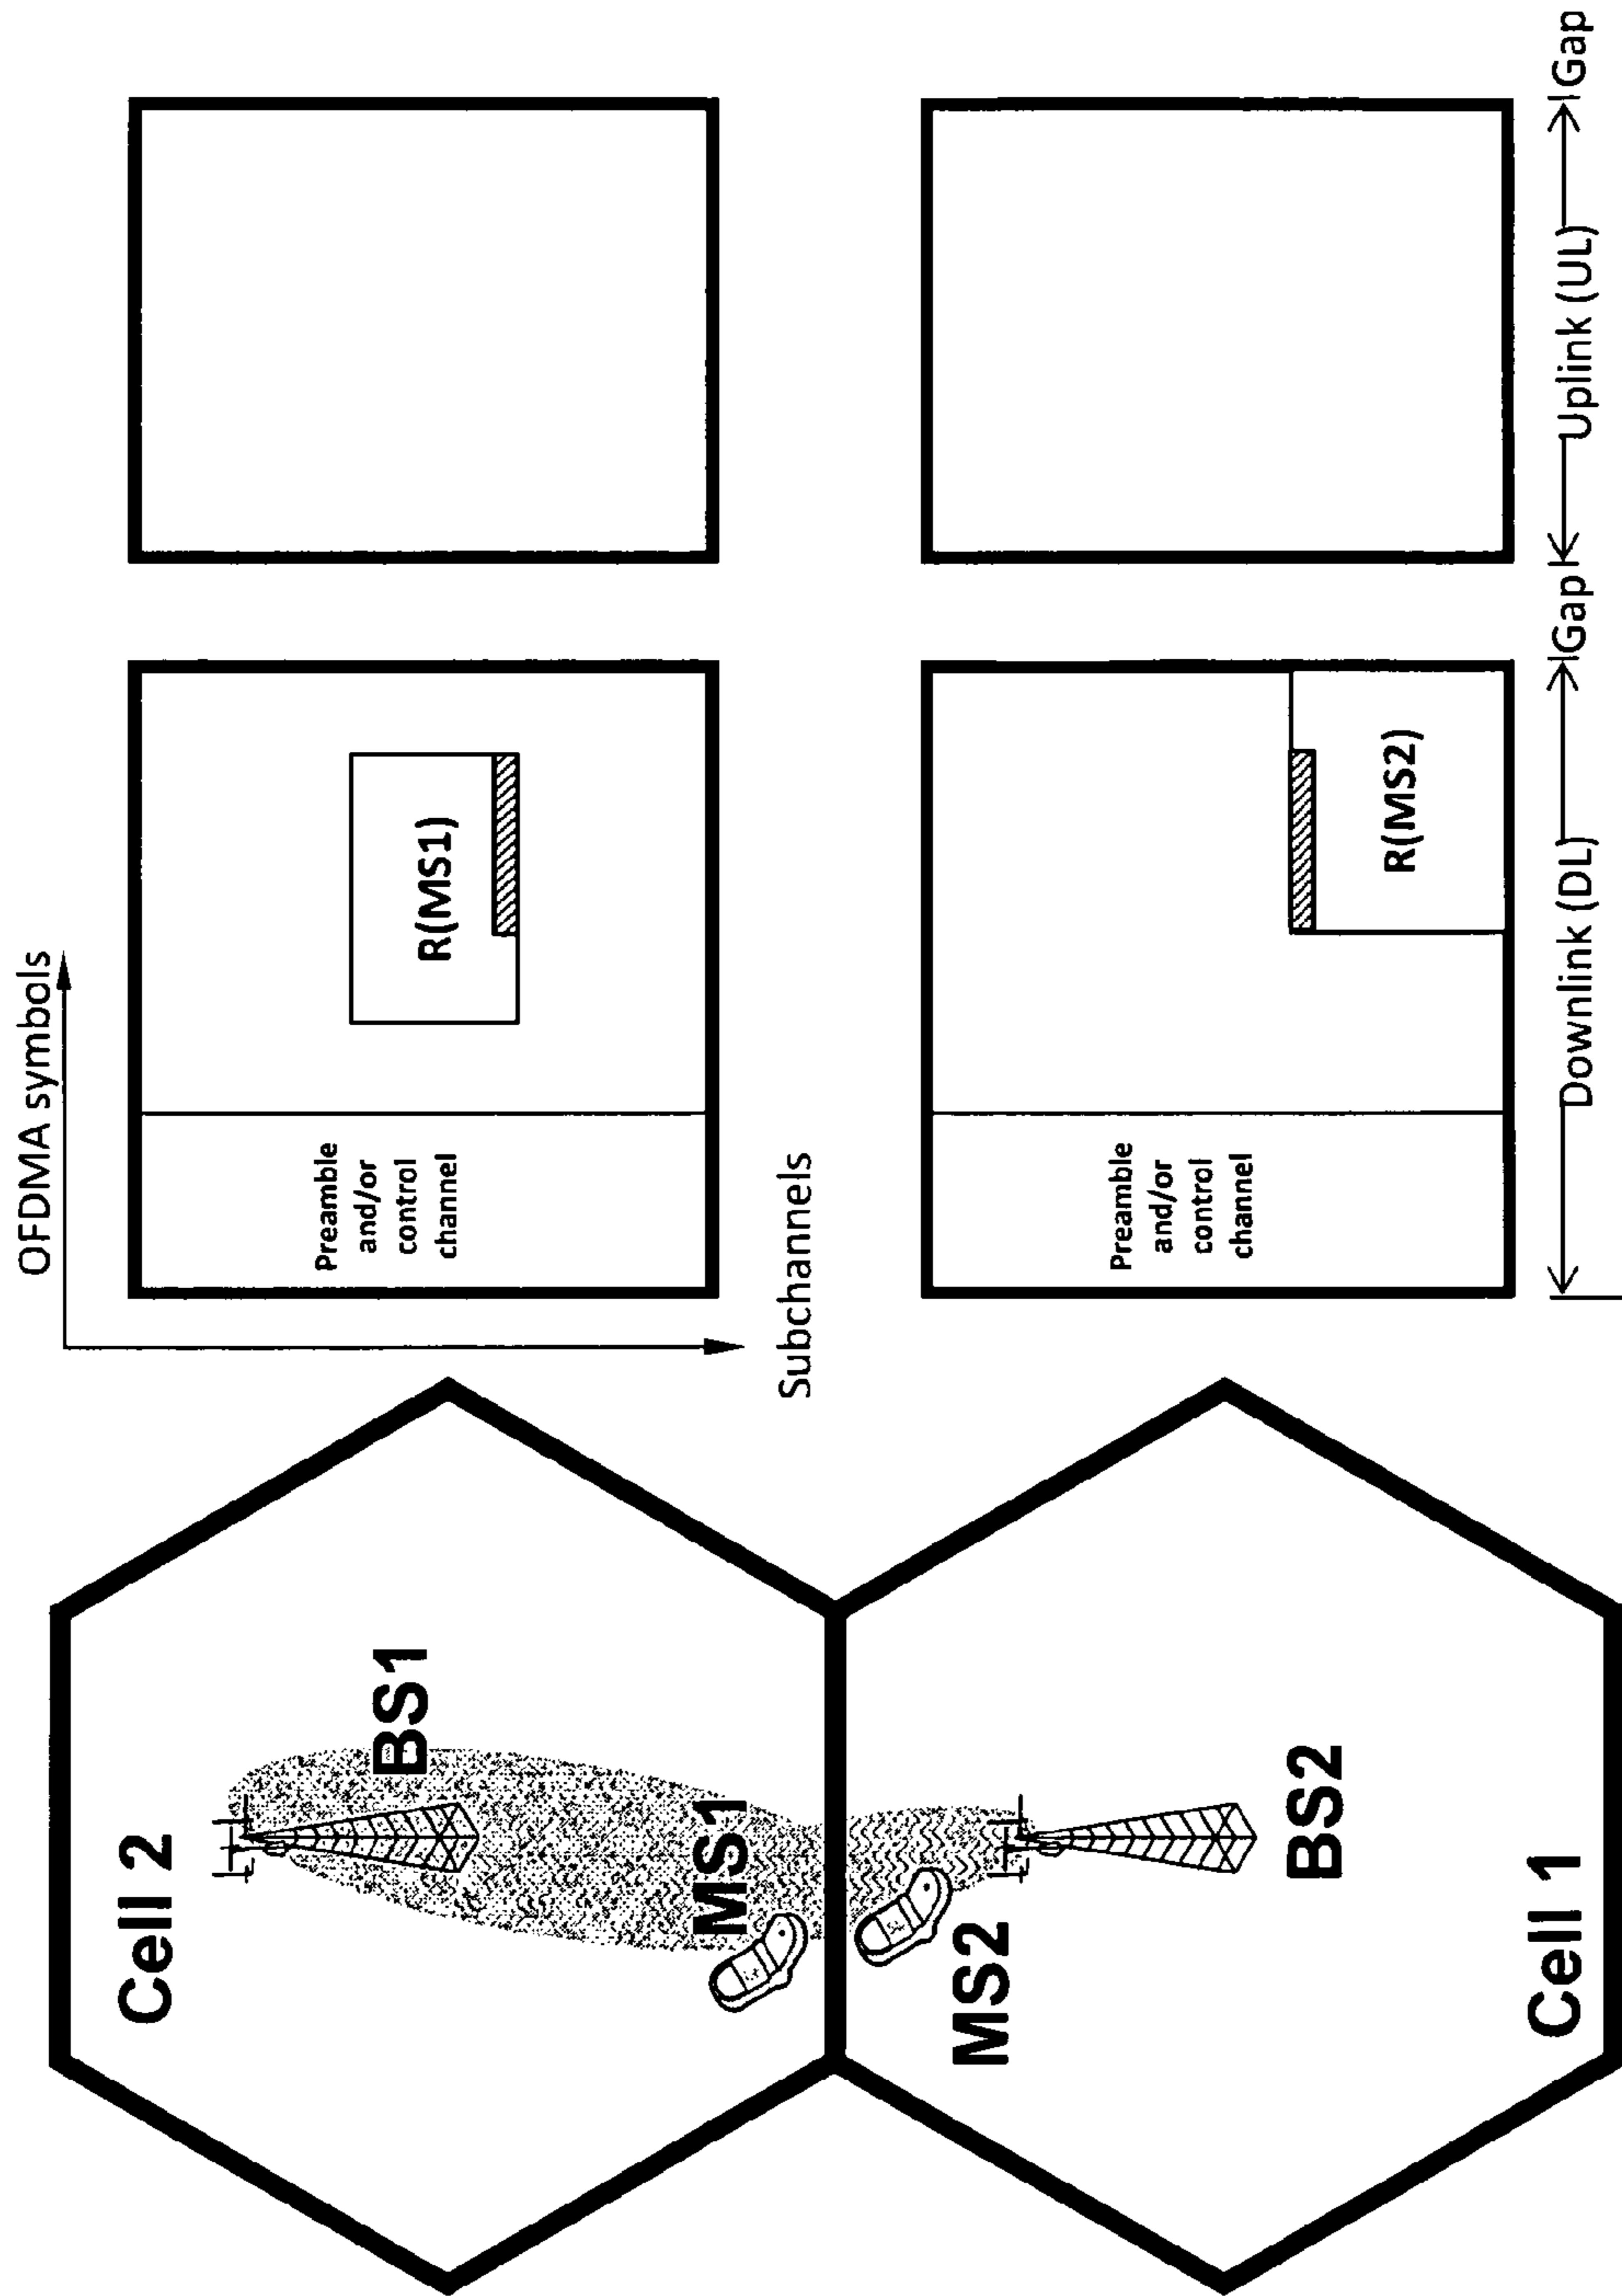 Cell 2
BS1
MS1
MS2
BS2
Cell 1
OFDMA symbols
Subchannels
Preamble
and/or
control
channel
R(MS1)
Preamble
and/or
control
channel
R(MS2)
Downlink (DL)
Gap
Uplink (UL)
Gap